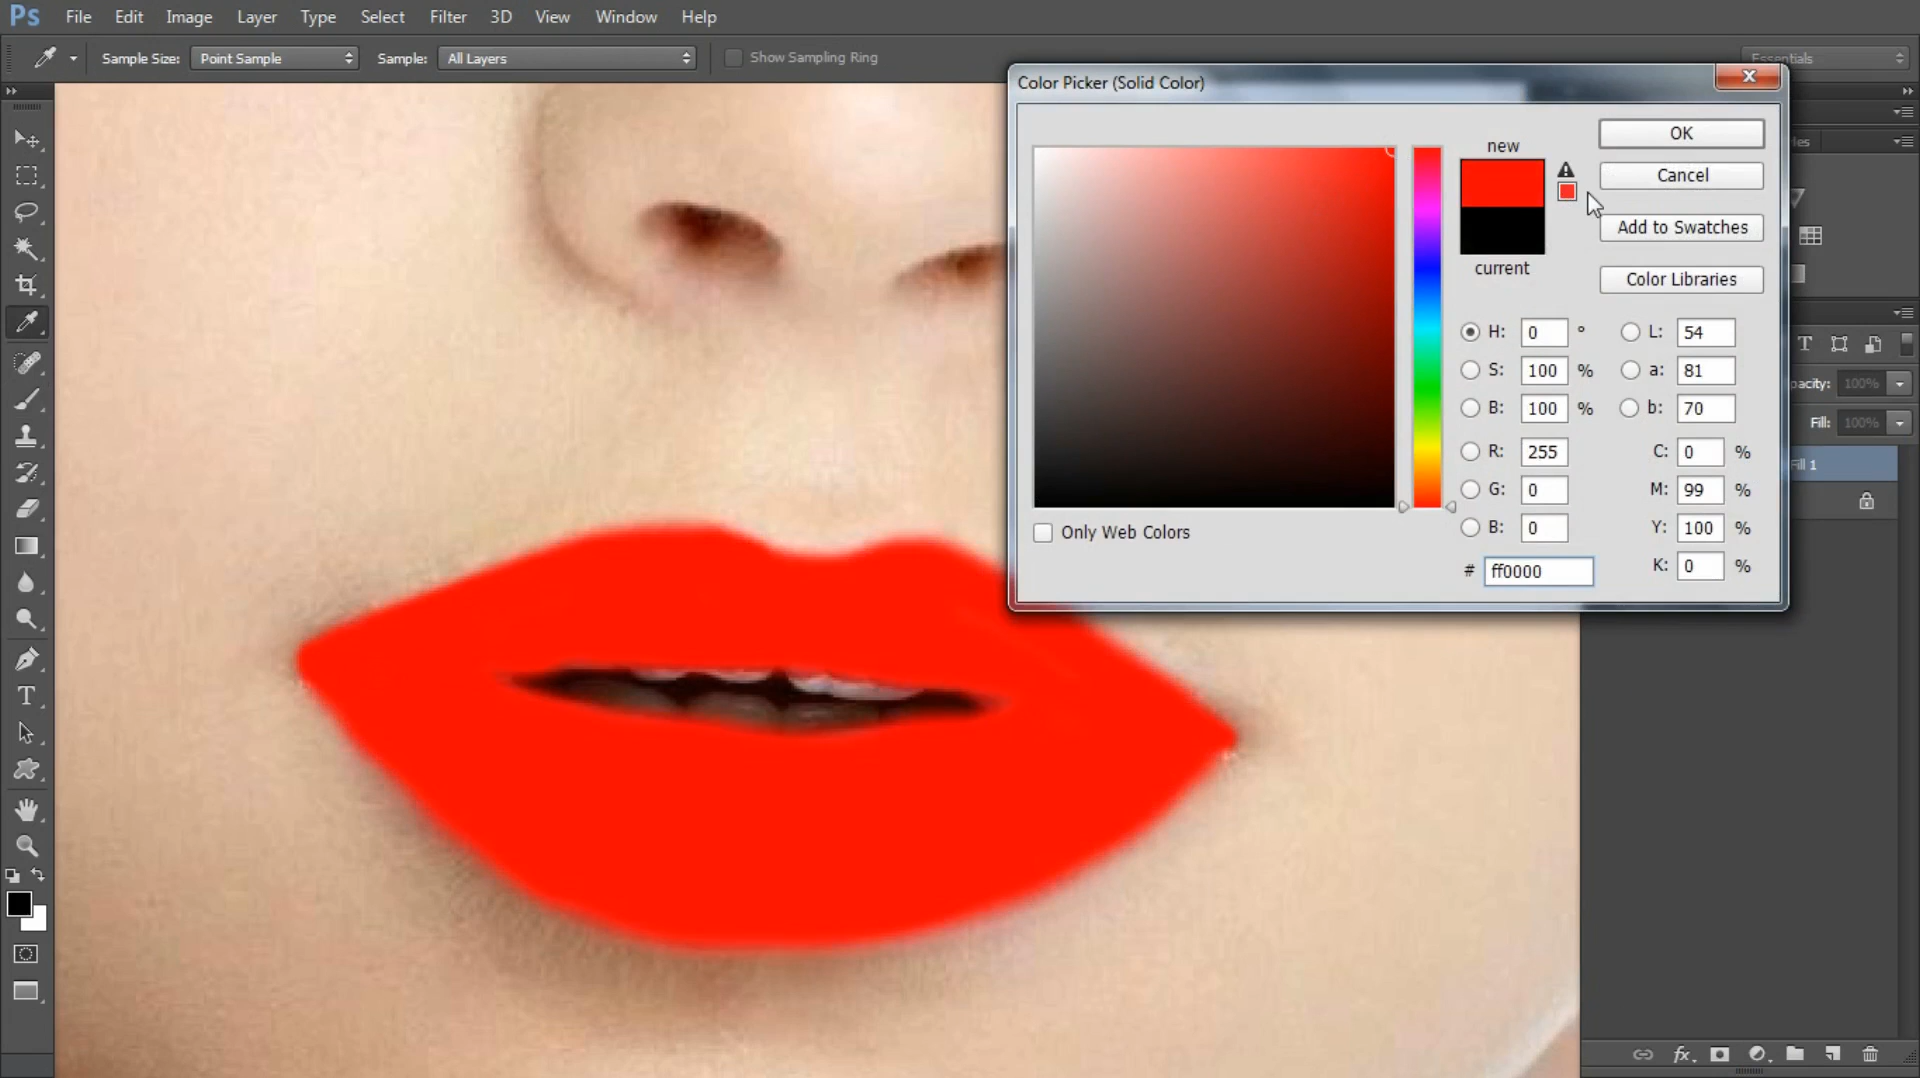 Ps File Edit Image Layer Type Select Filter 3D View Window Help
Sample Size: Point Sample Sample: All Layers Show Sampling Ring Essentials
Color Picker (Solid Color)
OK
new
Cancel
Add to Swatches
current
Color Libraries
H: 0 ° L: 54
S: 100 % a: 81
B: 100 % b: 70
R: 255 C: 0 %
G: 0 M: 99 %
B: 0 Y: 100 %
# ff0000 K: 0 %
Only Web Colors
pacity: 100%
Fill: 100%
Fill 1